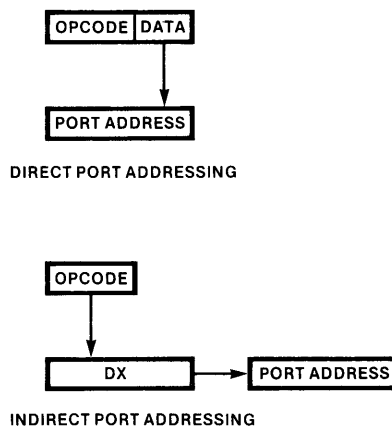 OPCODE DATA
PORT ADDRESS
DIRECT PORT ADDRESSING
OPCODE
DX PORT ADDRESS
INDIRECT PORT ADDRESSING